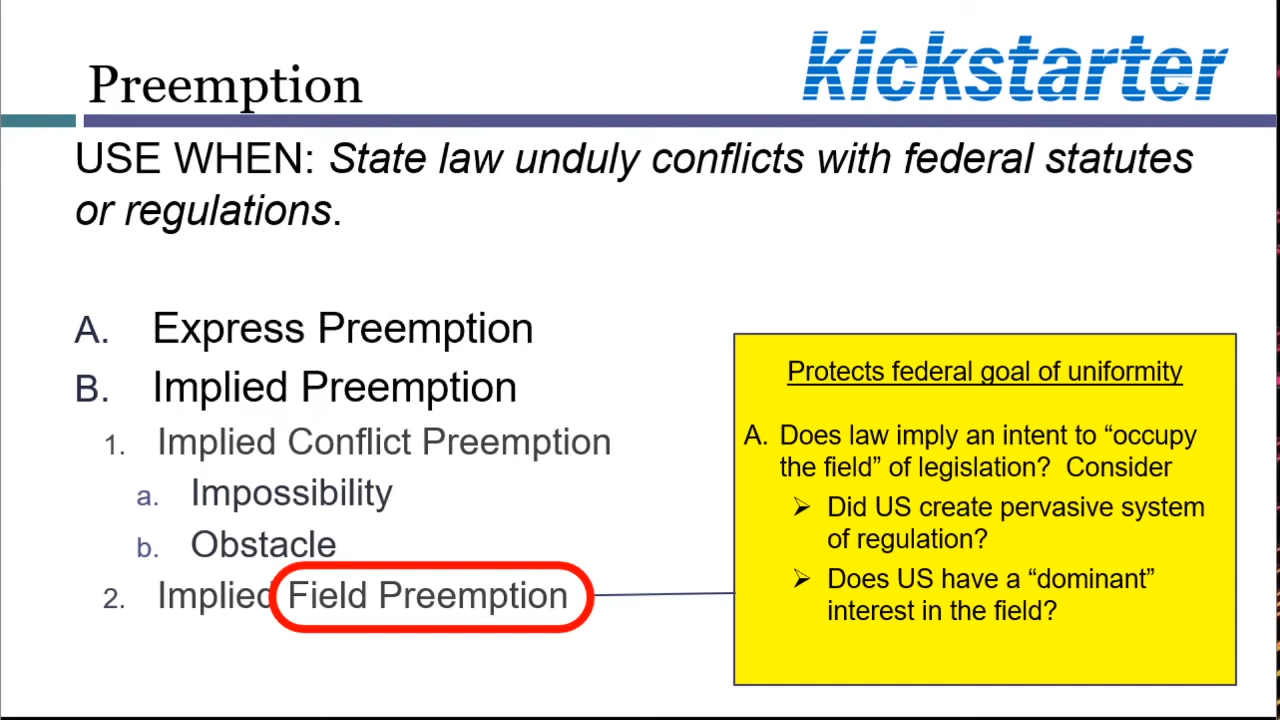 kickstarter
Preemption
USE WHEN: State law unduly conflicts with federal statutes
or regulations.
A. Express Preemption
B. Implied Preemption
1. Implied Conflict Preemption
a. Impossibility
b. Obstacle
2. Implied Field Preemption
Protects federal goal of uniformity
A. Does law imply an intent to “occupy
the field” of legislation? Consider
➢ Did US create pervasive system
of regulation?
➢ Does US have a “dominant”
interest in the field?